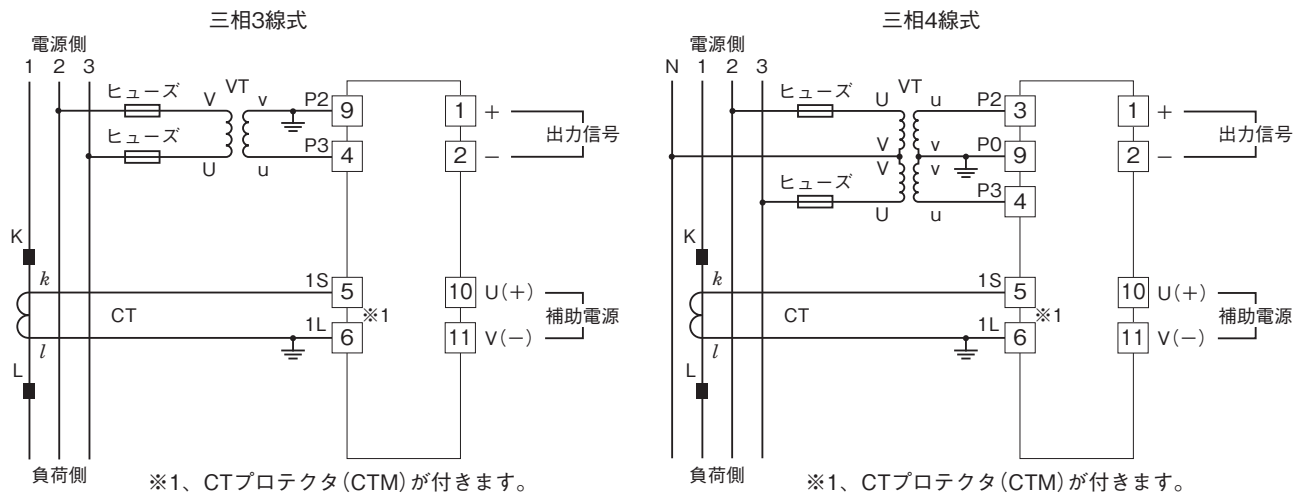 三相3線式
電源側
1 2 3
ヒューズ
V
VT
v
P2
9
1
+
出力信号
ヒューズ
U
u
P3
4
2
−
K
k
1S
5
10
U(+)
CT
※1
補助電源
l
1L
6
11
V(−)
L
負荷側
※1、CTプロテクタ(CTM)が付きます。
三相4線式
電源側
N 1 2 3
ヒューズ
U
VT
u
P2
3
1
+
出力信号
V
v
P0
9
2
−
V
v
ヒューズ
U
u
P3
4
K
k
1S
5
10
U(+)
CT
※1
補助電源
l
1L
6
11
V(−)
L
負荷側
※1、CTプロテクタ(CTM)が付きます。